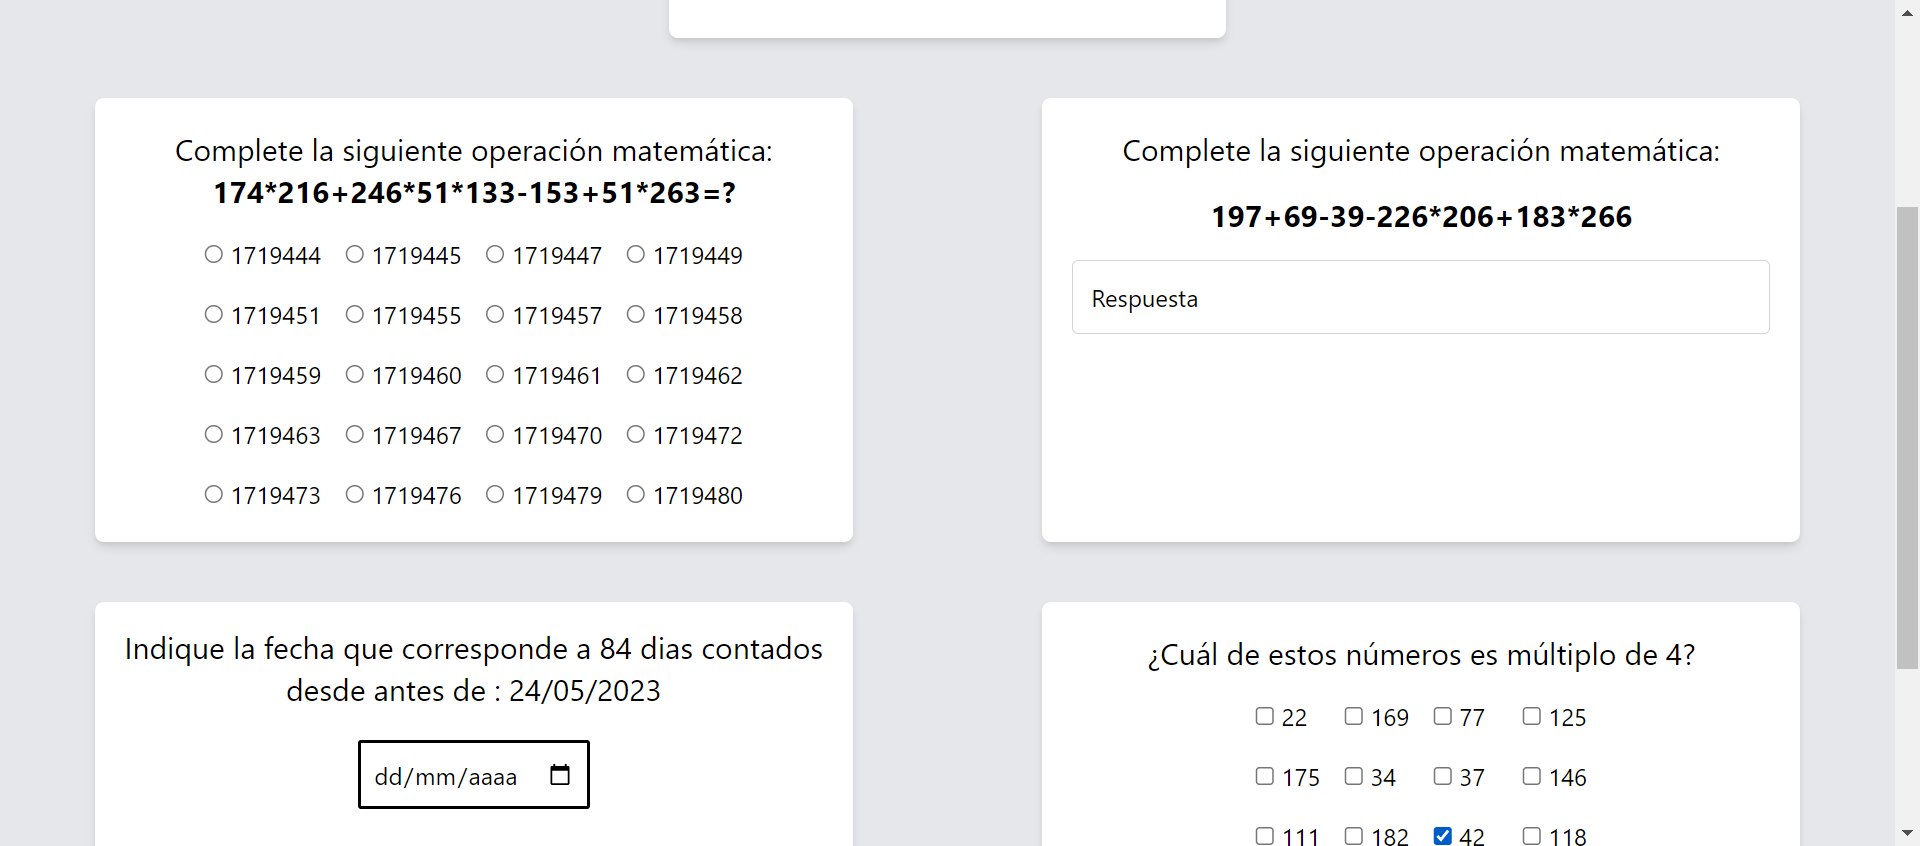 Complete la siguiente operación matemática:
174*216+246*51*133-153+51*263=?
1719444 1719445 1719447 1719449
1719451 1719455 1719457 1719458
1719459 1719460 1719461 1719462
1719463 1719467 1719470 1719472
1719473 1719476 1719479 1719480
Complete la siguiente operación matemática:
197+69-39-226*206+183*266
Respuesta
Indique la fecha que corresponde a 84 dias contados
desde antes de : 24/05/2023
dd/mm/aaaa
¿Cuál de estos números es múltiplo de 4?
22 169 77 125
175 34 37 146
111 182 42 118